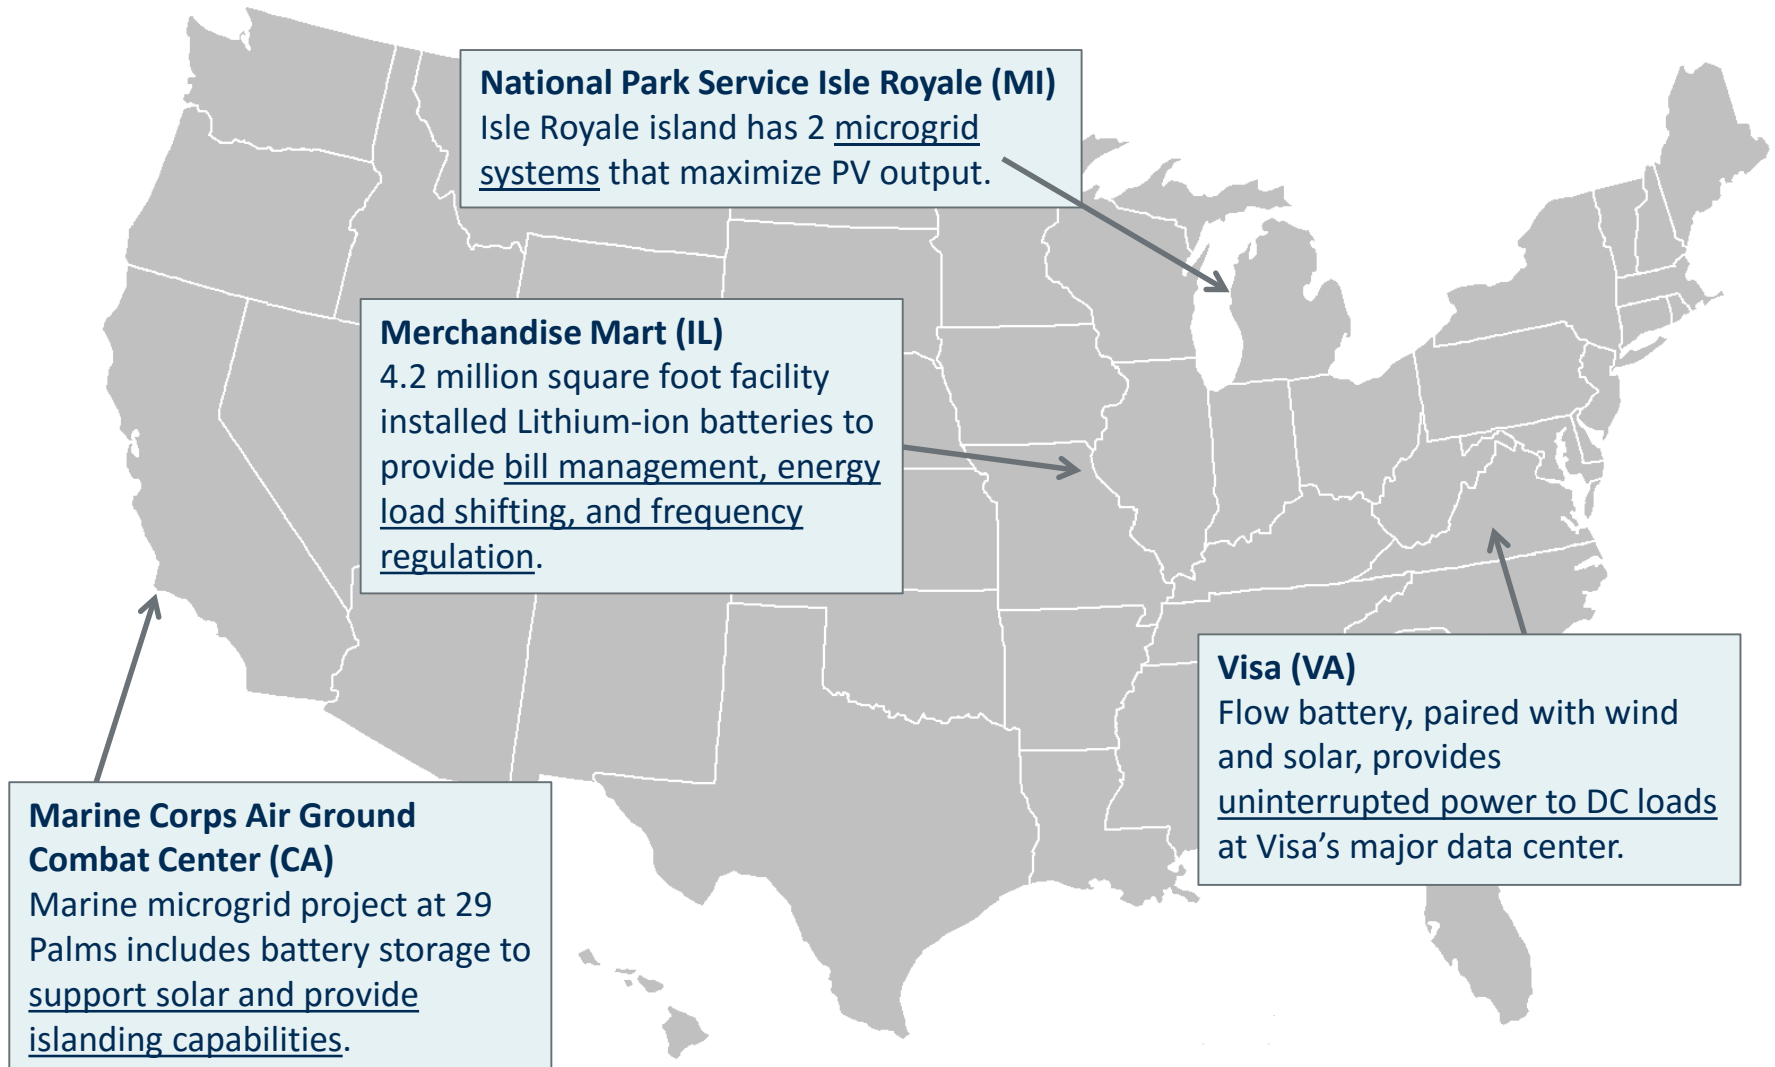 National Park Service Isle Royale (MI)
Isle Royale island has 2 microgrid
systems that maximize PV output.
Merchandise Mart (IL)
4.2 million square foot facility
installed Lithium-ion batteries to
provide bill management, energy
load shifting, and frequency
regulation.
Visa (VA)
Flow battery, paired with wind
and solar, provides
uninterrupted power to DC loads
at Visa’s major data center.
Marine Corps Air Ground
Combat Center (CA)
Marine microgrid project at 29
Palms includes battery storage to
support solar and provide
islanding capabilities.